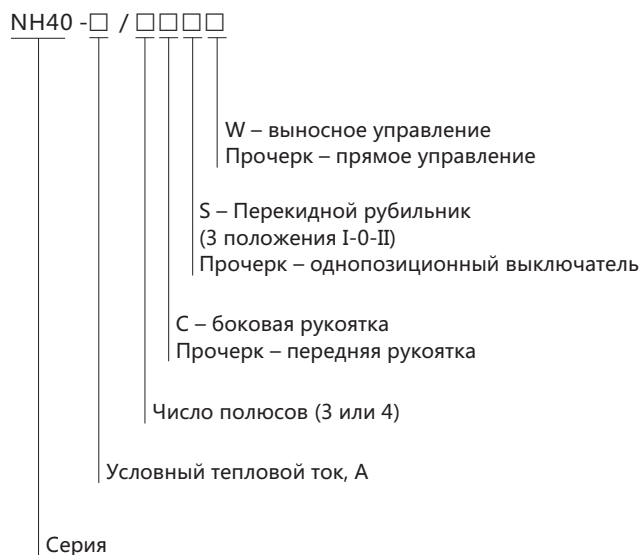 NH40 -□ / □□□□
W – выносное управление
Прочерк – прямое управление
S – Перекидной рубильник
(3 положения I-0-II)
Прочерк – однопозиционный выключатель
C – боковая рукоятка
Прочерк – передняя рукоятка
Число полюсов (3 или 4)
Условный тепловой ток, А
Серия